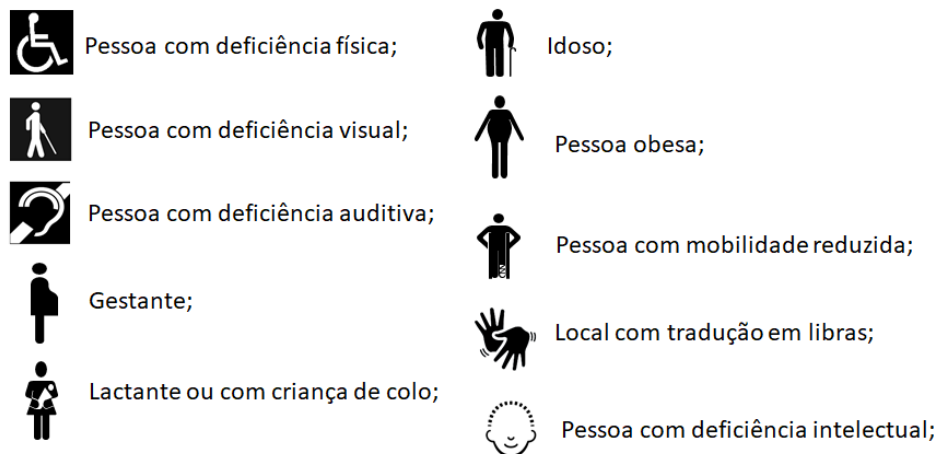 Pessoa com deficiência física;
Pessoa com deficiência visual;
Pessoa com deficiência auditiva;
Gestante;
Lactante ou com criança de colo;
Idoso;
Pessoa obesa;
Pessoa com mobilidade reduzida;
Local com tradução em libras;
Pessoa com deficiência intelectual;